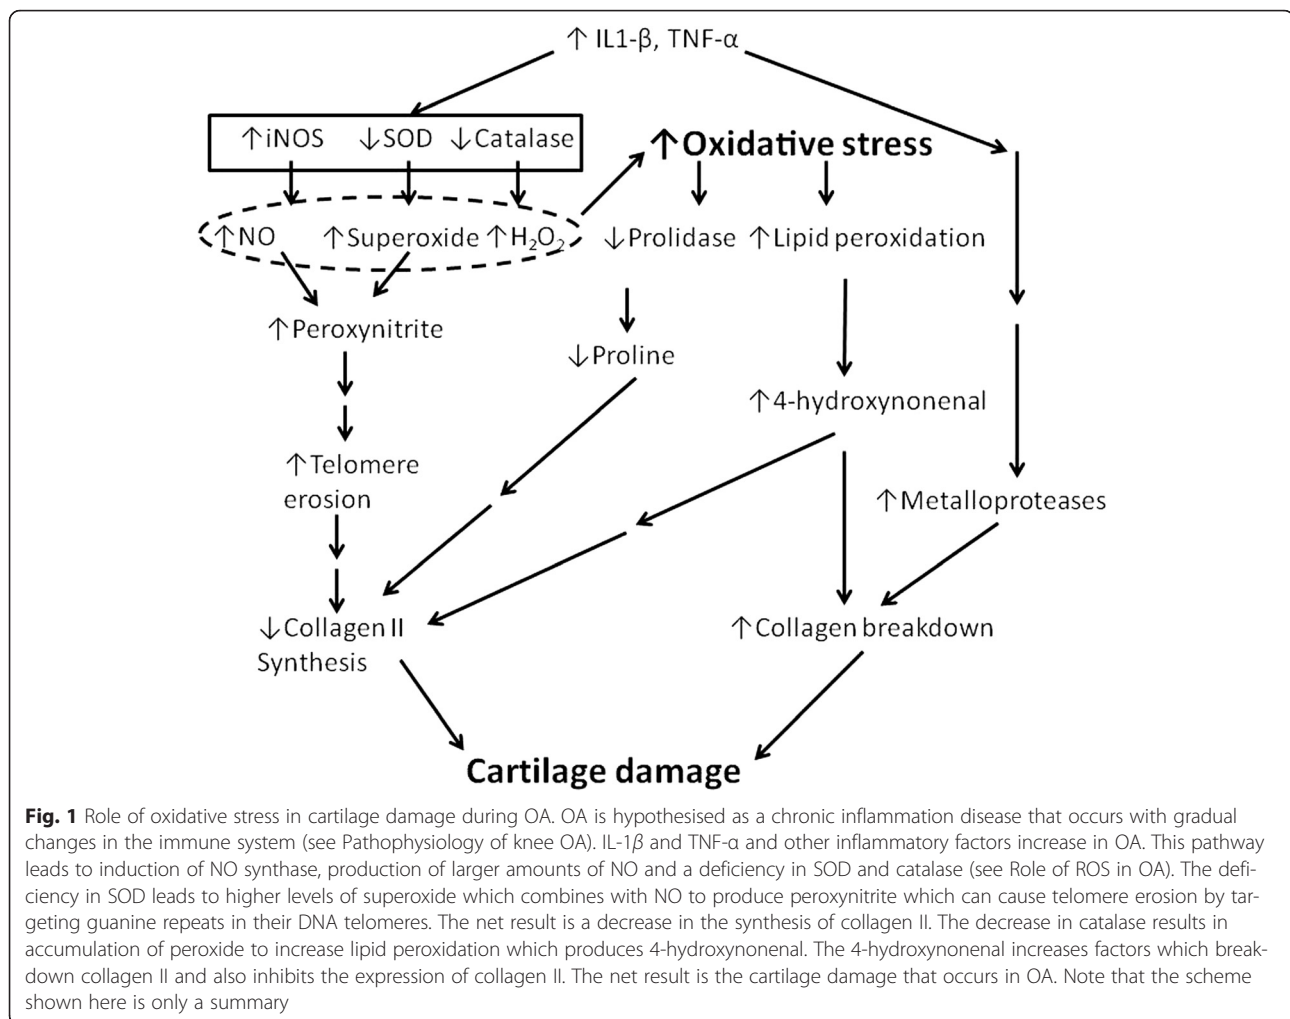 ↑ IL1-β, TNF-α
↑iNOS ↓SOD ↓Catalase
↑Oxidative stress
↑NO ↑Superoxide ↑H₂O₂ ↓Prolidase ↑Lipid peroxidation
↑Peroxynitrite
↓Proline
↑4-hydroxynonenal
↑Telomere
erosion
↑Metalloproteases
↓Collagen II
Synthesis
↑Collagen breakdown
Cartilage damage
Fig. 1 Role of oxidative stress in cartilage damage during OA. OA is hypothesised as a chronic inflammation disease that occurs with gradual
changes in the immune system (see Pathophysiology of knee OA). IL-1β and TNF-α and other inflammatory factors increase in OA. This pathway
leads to induction of NO synthase, production of larger amounts of NO and a deficiency in SOD and catalase (see Role of ROS in OA). The defi-
ciency in SOD leads to higher levels of superoxide which combines with NO to produce peroxynitrite which can cause telomere erosion by tar-
geting guanine repeats in their DNA telomeres. The net result is a decrease in the synthesis of collagen II. The decrease in catalase results in
accumulation of peroxide to increase lipid peroxidation which produces 4-hydroxynonenal. The 4-hydroxynonenal increases factors which break-
down collagen II and also inhibits the expression of collagen II. The net result is the cartilage damage that occurs in OA. Note that the scheme
shown here is only a summary